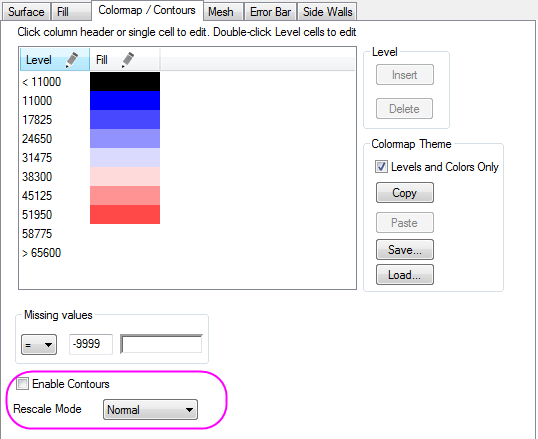 Surface Fill Colormap / Contours Mesh Error Bar Side Walls
Click column header or single cell to edit. Double-click Level cells to edit
Level Fill
< 11000
11000
17825
24650
31475
38300
45125
51950
58775
> 65600
Level
Insert
Delete
Colormap Theme
Levels and Colors Only
Copy
Paste
Save...
Load...
Missing values
= -9999
Enable Contours
Rescale Mode Normal